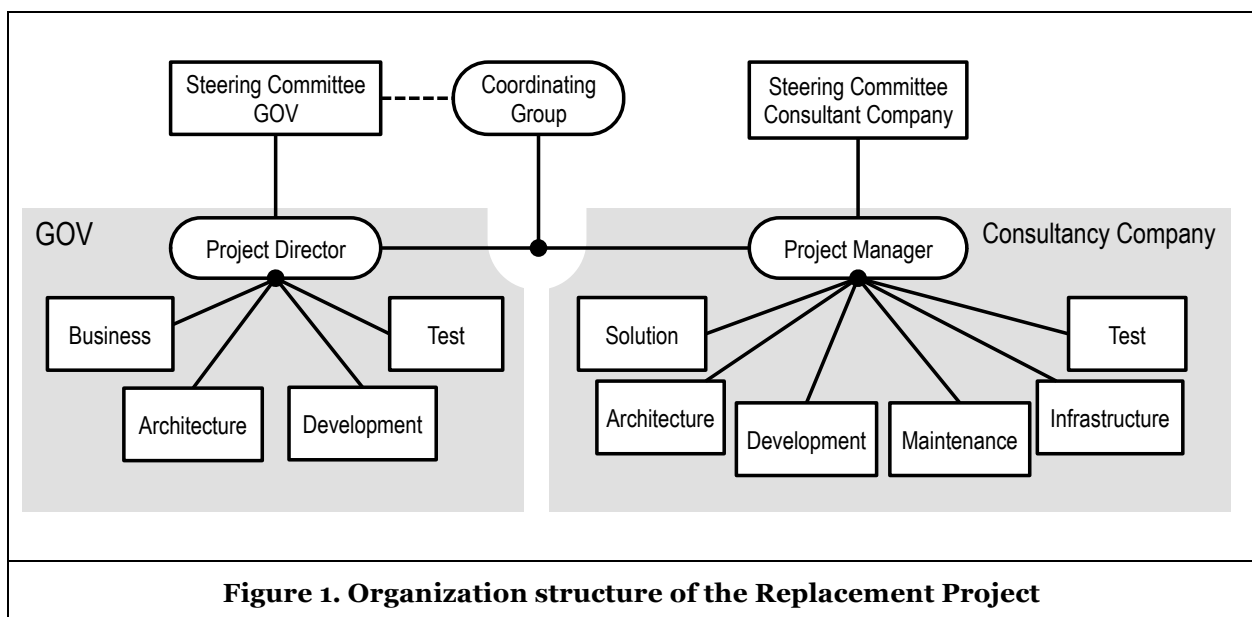 Steering Committee
GOV
Coordinating
Group
Steering Committee
Consultant Company
GOV
Project Director
Project Manager
Consultancy Company
Business
Test
Architecture
Development
Solution
Test
Architecture
Development
Maintenance
Infrastructure
Figure 1. Organization structure of the Replacement Project